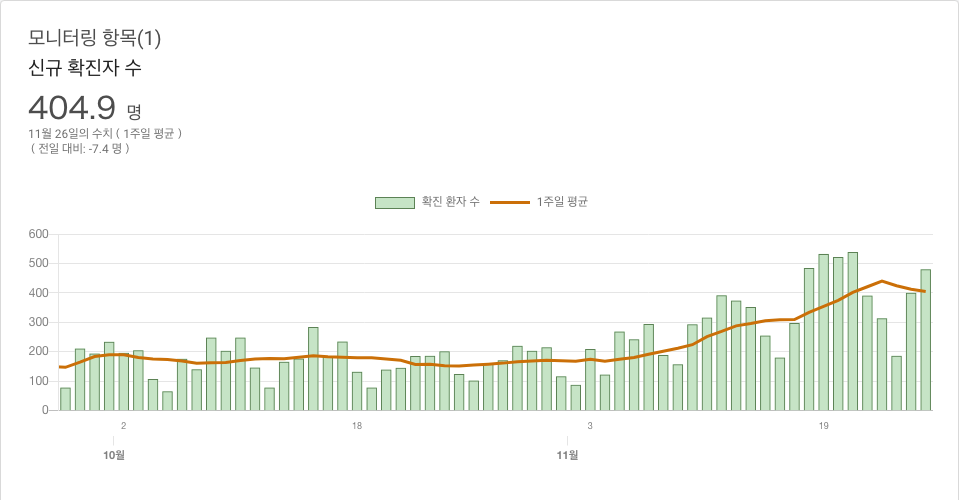 모니터링 항목(1)
신규 확진자 수
404.9 명
11월 26일의 수치 ( 1주일 평균 )
( 전일 대비: -7.4 명 )
확진 환자 수 1주일 평균
600
500
400
300
200
100
0
2 18 3 19
10월 11월